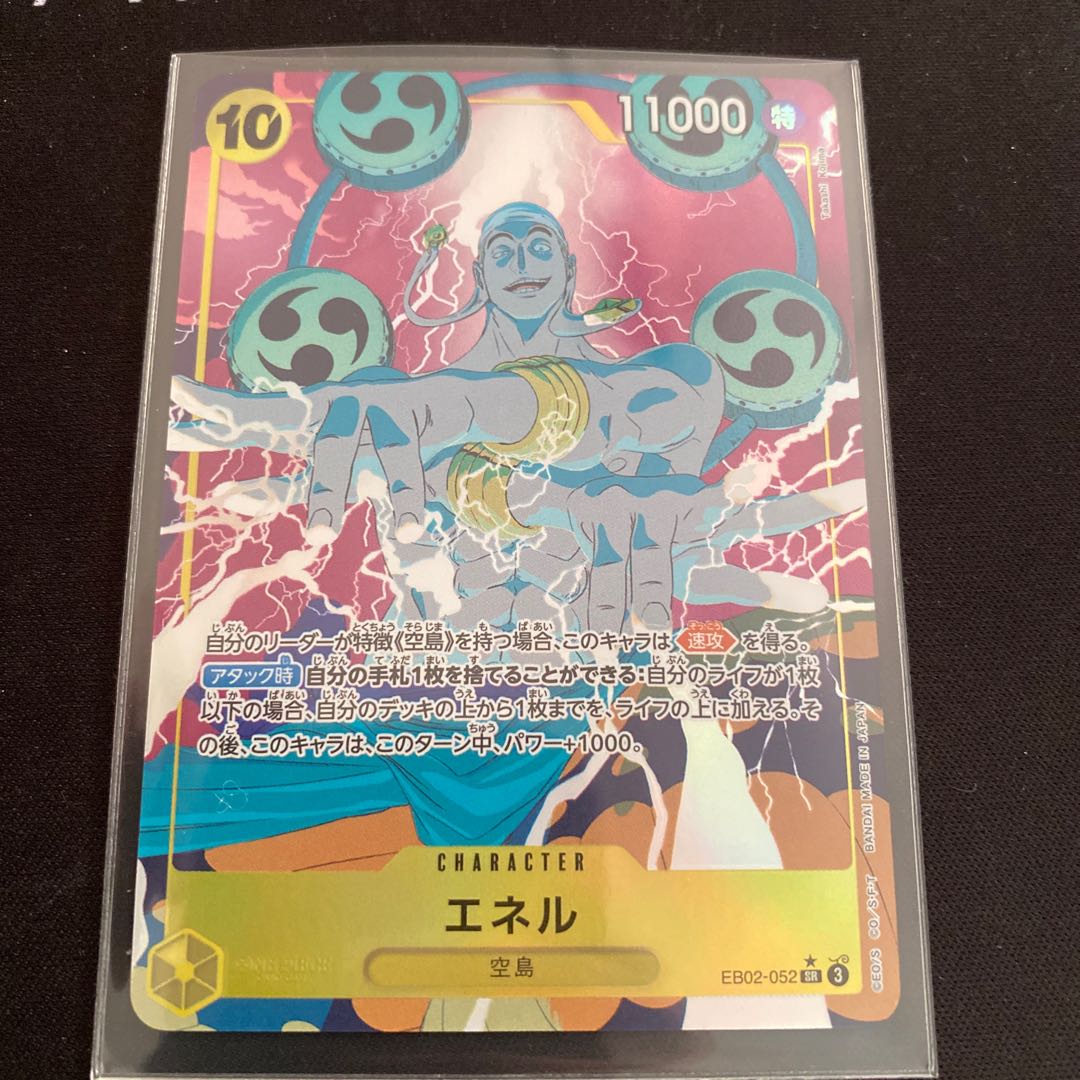 10
11000 特
Takashi Kojima
自分のリーダーが特徴《空島》を持つ場合、このキャラは、速攻を得る。
アタック時 自分の手札1枚を捨てることができる：自分のライフが1枚
以下の場合、自分のデッキの上から1枚までを、ライフの上に加える。そ
の後、このキャラは、このターン中、パワー+1000。
CHARACTER
エネル
空島
EB02-052 SR ★ 3
©EO/S ©O/S·F·T BANDAI MADE IN JAPAN